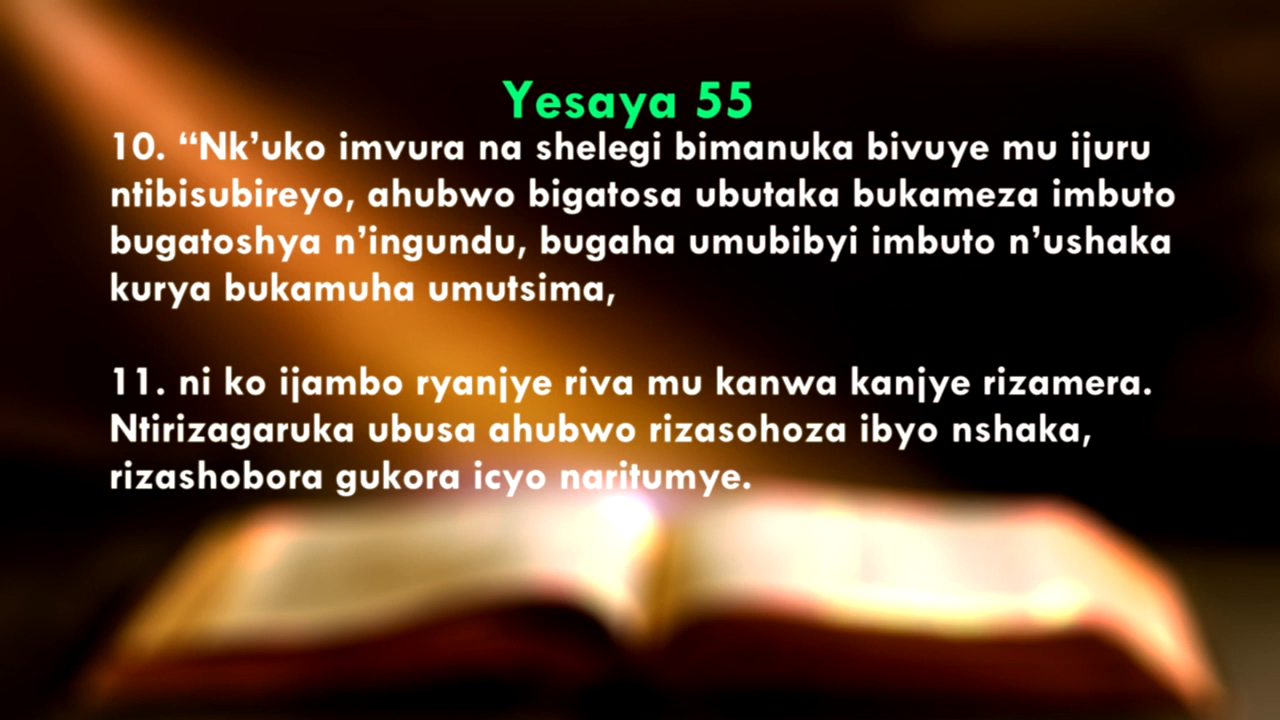 Yesaya 55
10. “Nk’uko imvura na shelegi bimanuka bivuye mu ijuru
ntibisubireyo, ahubwo bigatosa ubutaka bukameza imbuto
bugatoshya n’ingundu, bugaha umubibyi imbuto n’ushaka
kurya bukamuha umutsima,
11. ni ko ijambo ryanjye riva mu kanwa kanjye rizamera.
Ntirizagaruka ubusa ahubwo rizasohoza ibyo nshaka,
rizashobora gukora icyo naritumye.